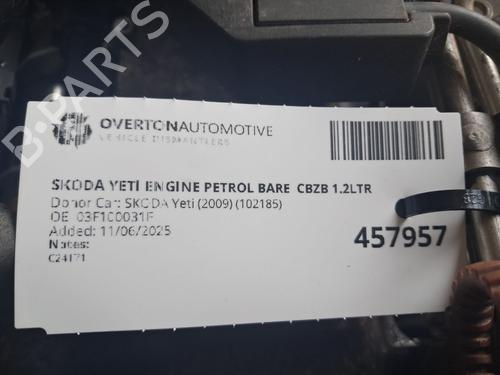 OVERTONAUTOMOTIVE
VEHICLE DISMANTLERS
SKODA YETI ENGINE PETROL BARE CBZB 1.2LTR
Donor Car: SKODA Yeti (2009) (102185)
OE: 03F100031F
Added: 11/06/2025
457957
Notes:
C24171
B-PARTS